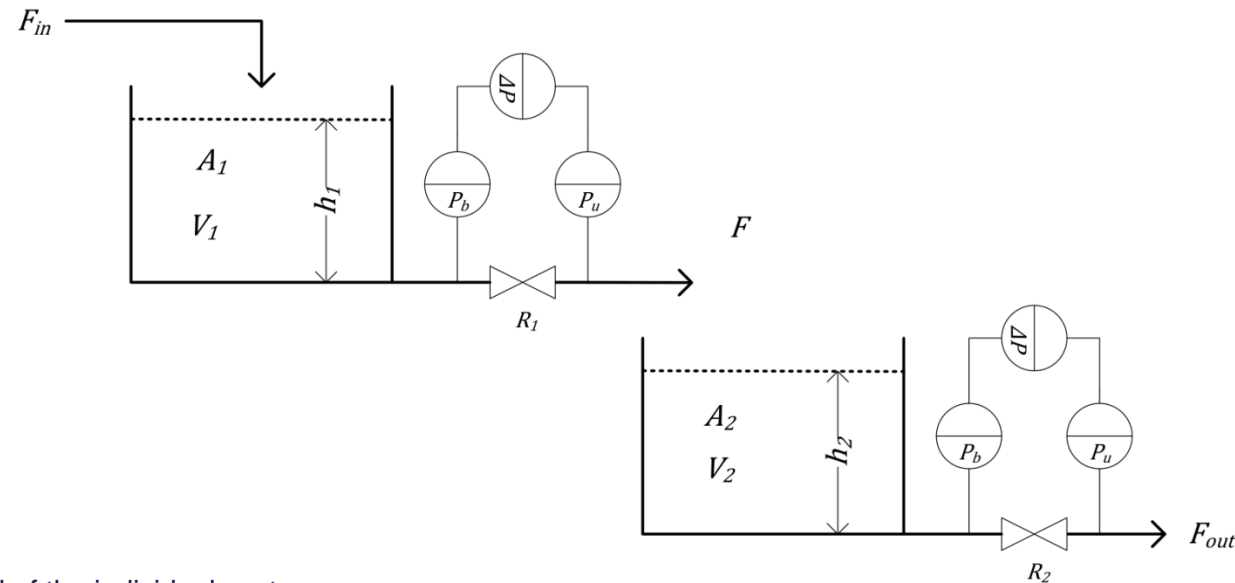 F_in
ΔP
A_1
h_1
P_b
P_u
V_1
F
R_1
ΔP
A_2
h_2
P_b
P_u
V_2
F_out
R_2